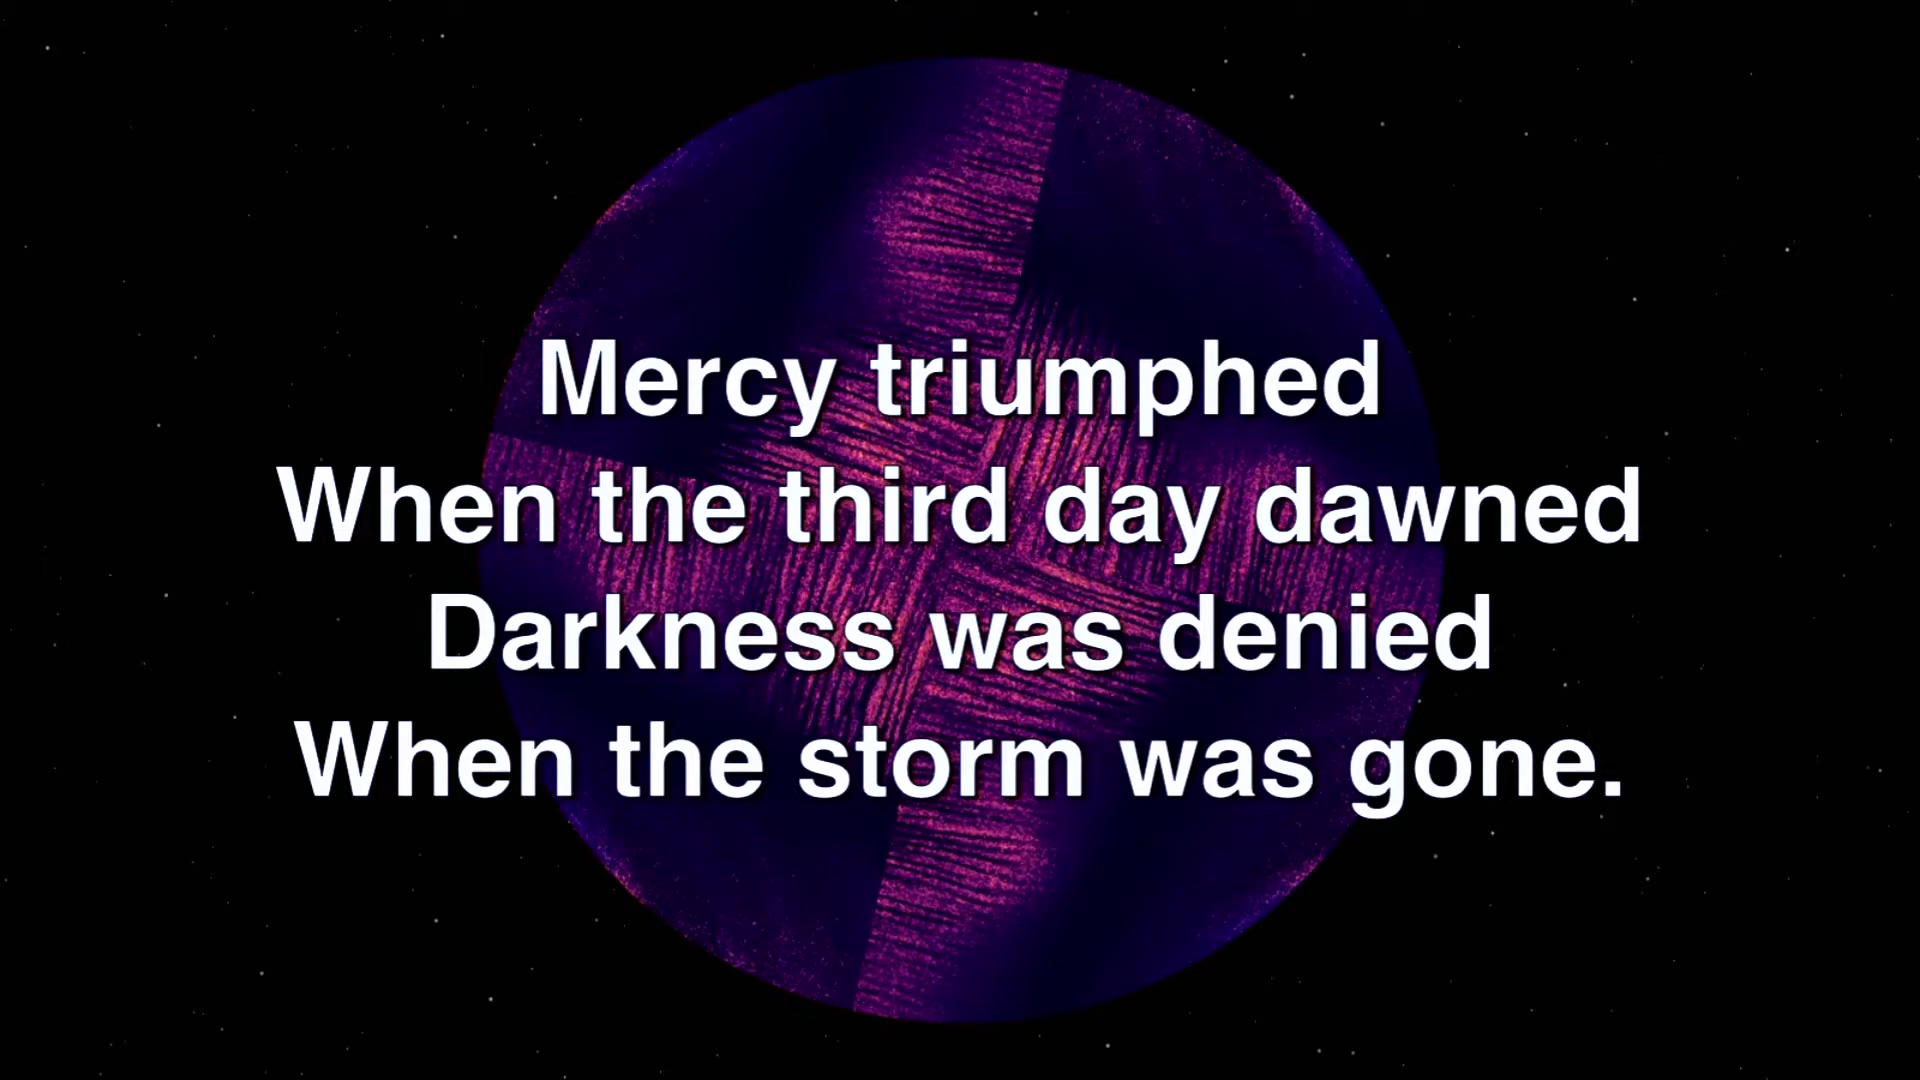 Mercy triumphed
When the third day dawned
Darkness was denied
When the storm was gone.